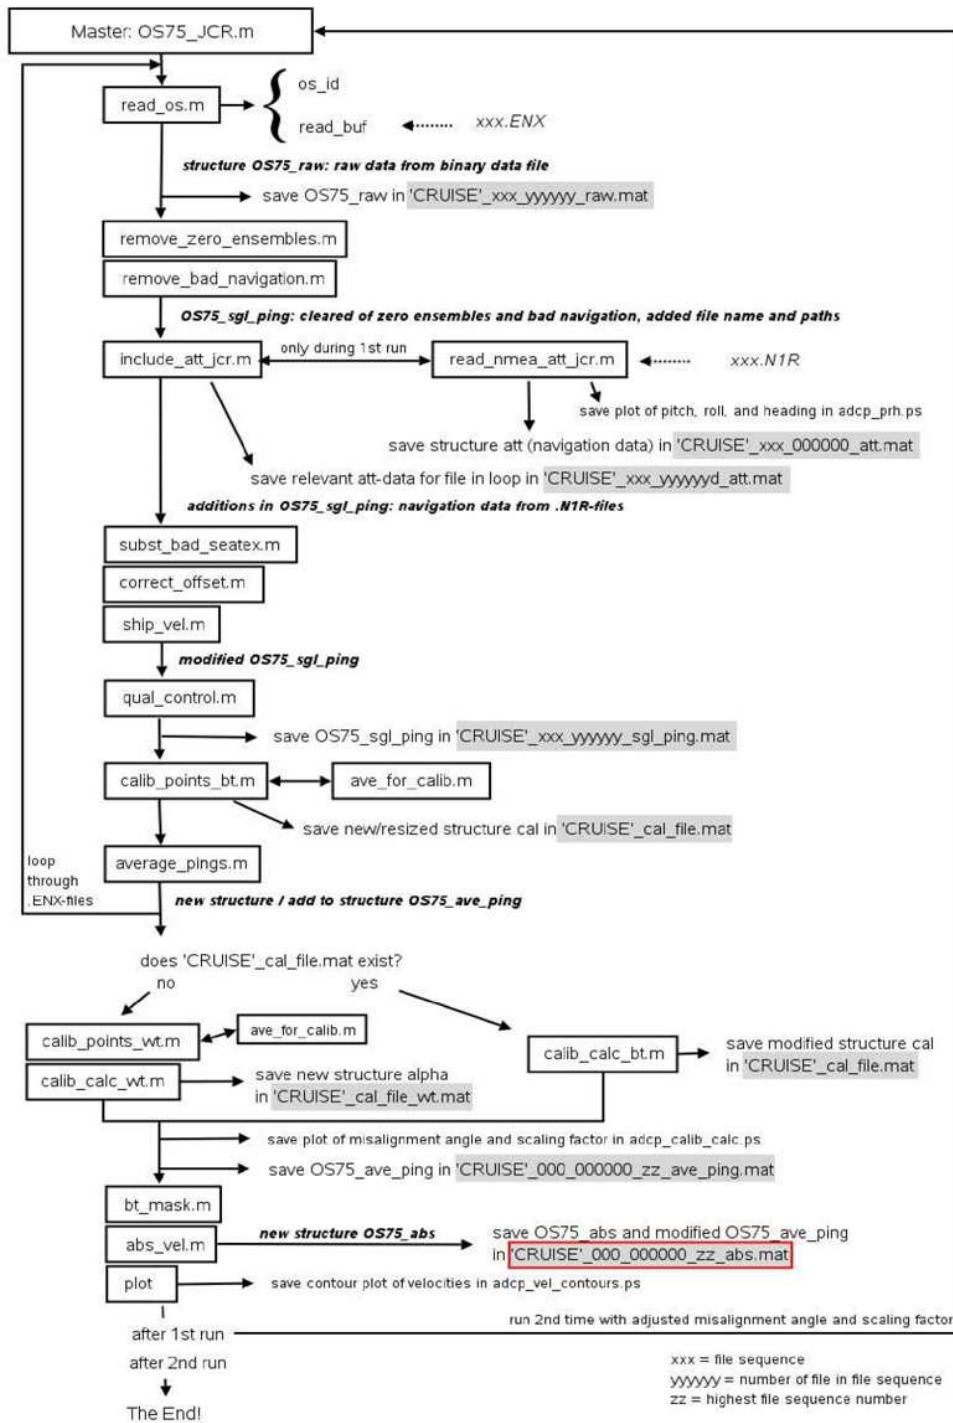 Master: OS75_JCR.m
read_os.m
os_id
read_buf
xxx.ENX
structure OS75_raw: raw data from binary data file
save OS75_raw in 'CRUISE'_xxx_yyyyyy_raw.mat
remove_zero_ensembles.m
remove_bad_navigation.m
OS75_sgl_ping: cleared of zero ensembles and bad navigation, added file name and paths
include_att_jcr.m
only during 1st run
read_nmea_att_jcr.m
xxx.N1R
save plot of pitch, roll, and heading in adcp_prh.ps
save structure att (navigation data) in 'CRUISE'_xxx_000000_att.mat
save relevant att-data for file in loop in 'CRUISE'_xxx_yyyyyyd_att.mat
additions in OS75_sgl_ping: navigation data from .N1R-files
subst_bad_seatex.m
correct_offset.m
ship_vel.m
modified OS75_sgl_ping
qual_control.m
save OS75_sgl_ping in 'CRUISE'_xxx_yyyyyy_sgl_ping.mat
calib_points_bt.m
ave_for_calib.m
save new/resized structure cal in 'CRUISE'_cal_file.mat
average_pings.m
loop
through
.ENX-files
new structure / add to structure OS75_ave_ping
does 'CRUISE'_cal_file.mat exist?
no yes
calib_points_wt.m
ave_for_calib.m
calib_calc_bt.m
save modified structure cal
in 'CRUISE'_cal_file.mat
calib_calc_wt.m
save new structure alpha
in 'CRUISE'_cal_file_wt.mat
save plot of misalignment angle and scaling factor in adcp_calib_calc.ps
save OS75_ave_ping in 'CRUISE'_000_000000_zz_ave_ping.mat
bt_mask.m
abs_vel.m
new structure OS75_abs
save OS75_abs and modified OS75_ave_ping
in 'CRUISE'_000_000000_zz_abs.mat
plot
save contour plot of velocities in adcp_vel_contours.ps
run 2nd time with adjusted misalignment angle and scaling factor
after 1st run
after 2nd run
The End!
xxx = file sequence
yyyyyy = number of file in file sequence
zz = highest file sequence number